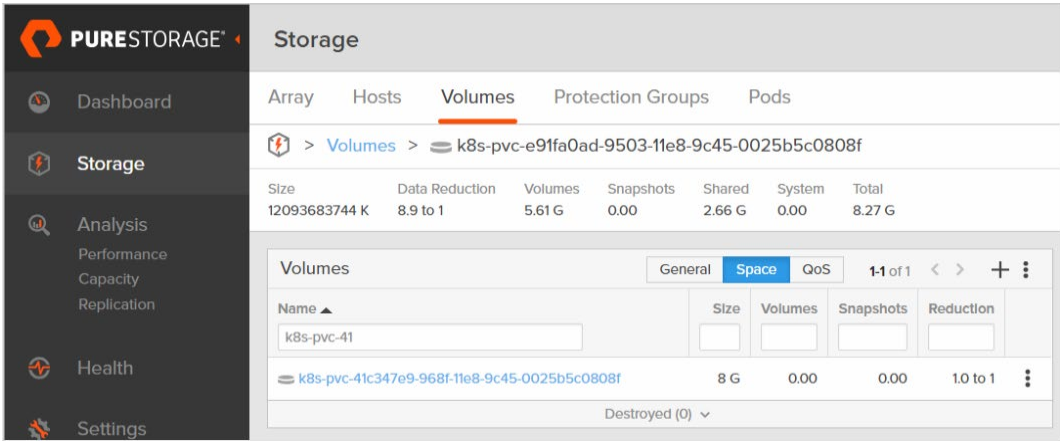 PURESTORAGE®
Storage
Dashboard
Storage
Analysis
Performance
Capacity
Replication
Health
Settings
Array Hosts Volumes Protection Groups Pods
> Volumes > k8s-pvc-e91fa0ad-9503-11e8-9c45-0025b5c0808f
Size Data Reduction Volumes Snapshots Shared System Total
12093683744 K 8.9 to 1 5.61 G 0.00 2.66 G 0.00 8.27 G
Volumes General Space QoS 1-1 of 1 < > +
Name Size Volumes Snapshots Reduction
k8s-pvc-41
k8s-pvc-41c347e9-968f-11e8-9c45-0025b5c0808f 8 G 0.00 0.00 1.0 to 1
Destroyed (0)